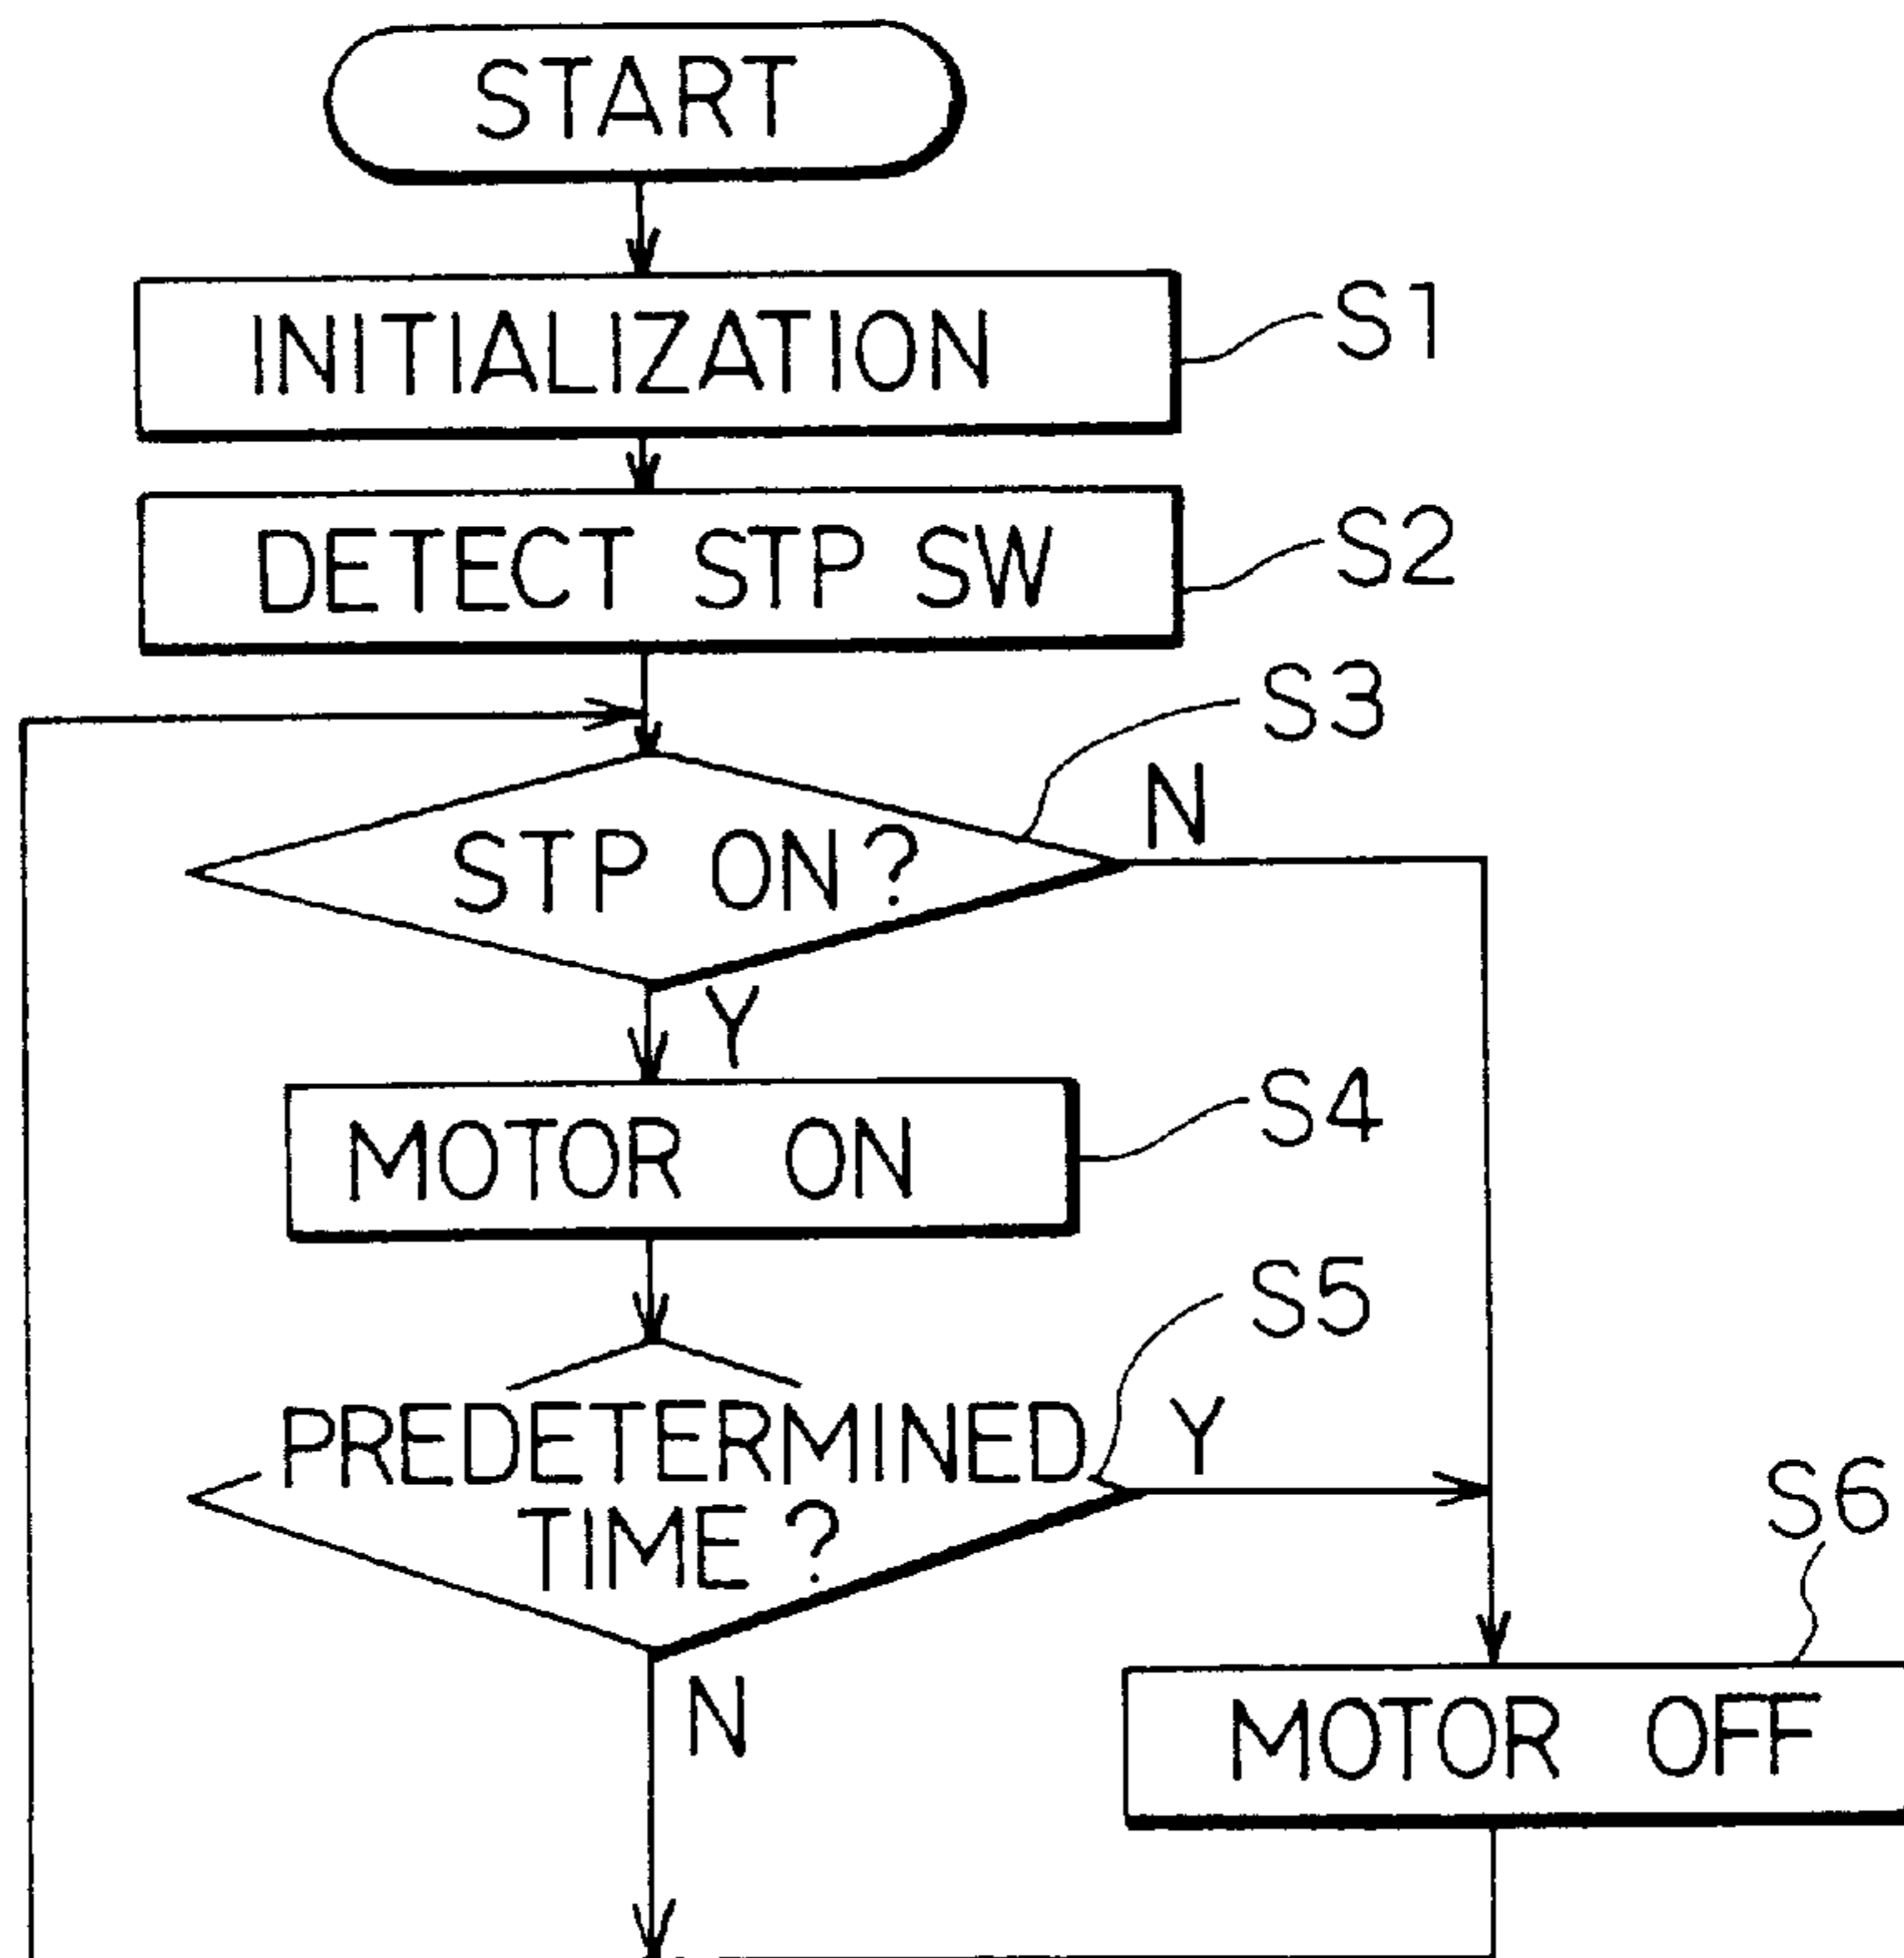 START
INITIALIZATION
S1
DETECT STP SW
S2
S3
N
STP ON?
Y
MOTOR ON
S4
S5
PREDETERMINED
TIME?
Y
S6
N
MOTOR OFF